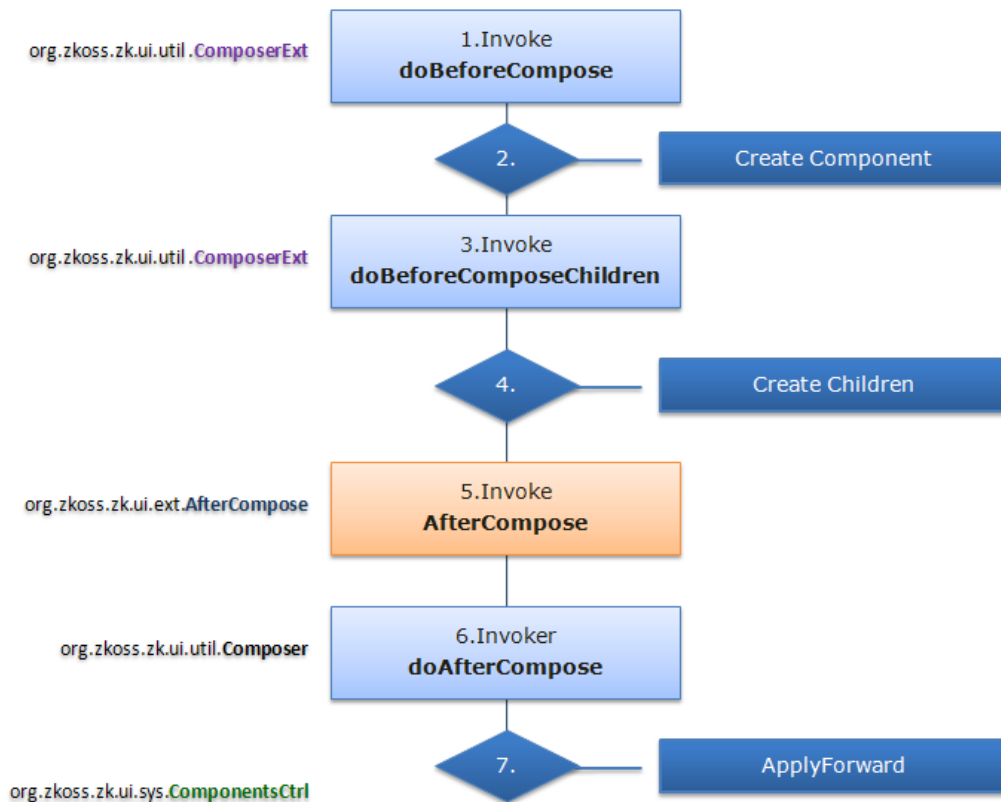 1.Invoke
org.zkoss.zk.ui.util.ComposerExt
doBeforeCompose
2.
Create Component
3.Invoke
org.zkoss.zk.ui.util.ComposerExt
doBeforeComposeChildren
4.
Create Children
5.Invoke
org.zkoss.zk.ui.ext.AfterCompose
AfterCompose
6.Invoker
org.zkoss.zk.ui.util.Composer
doAfterCompose
7.
ApplyForward
org.zkoss.zk.ui.sys.ComponentsCtrl